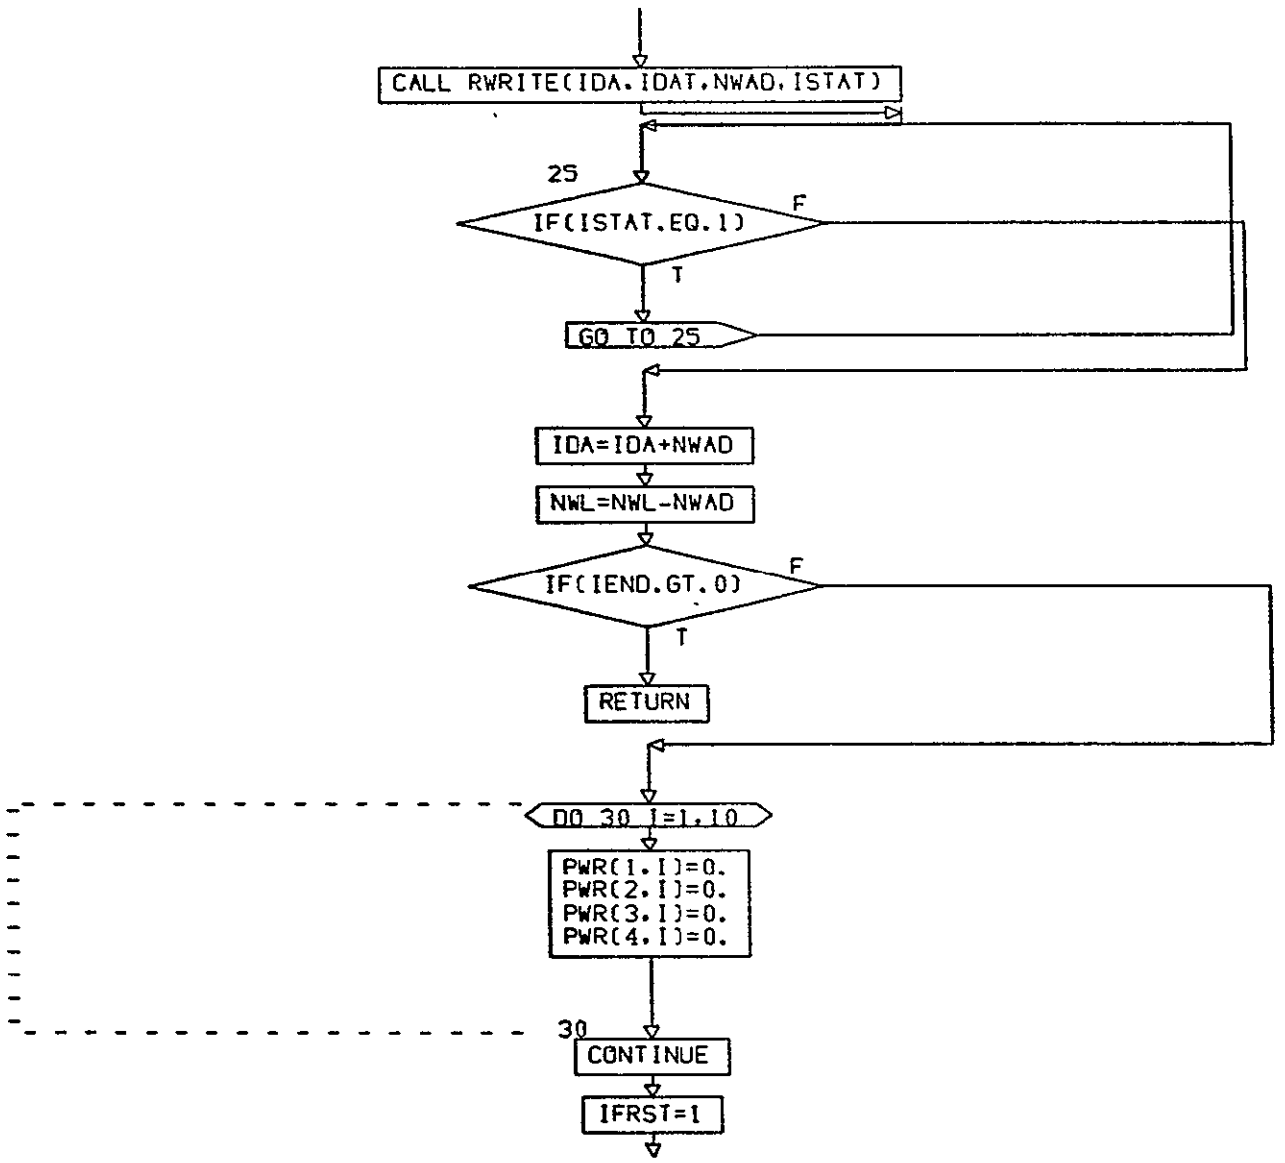 CALL RWRITE(IDA,IDAT,NWAD,ISTAT)
25
IF(ISTAT.EQ.1)
F
T
GO TO 25
IDA=IDA+NWAD
NWL=NWL-NWAD
IF(IEND.GT.0)
F
T
RETURN
DO 30 I=1,10
PWR(1,I)=0.
PWR(2,I)=0.
PWR(3,I)=0.
PWR(4,I)=0.
30
CONTINUE
IFRST=1